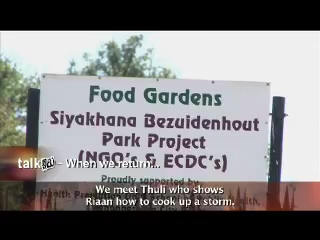 Food Gardens
Siyakhana Bezuidenhout
Park Project
(NGO's & ECDC's)
talk SABC - When we return...
Proudly supported by
We meet Thuli who shows
Riaan how to cook up a storm.